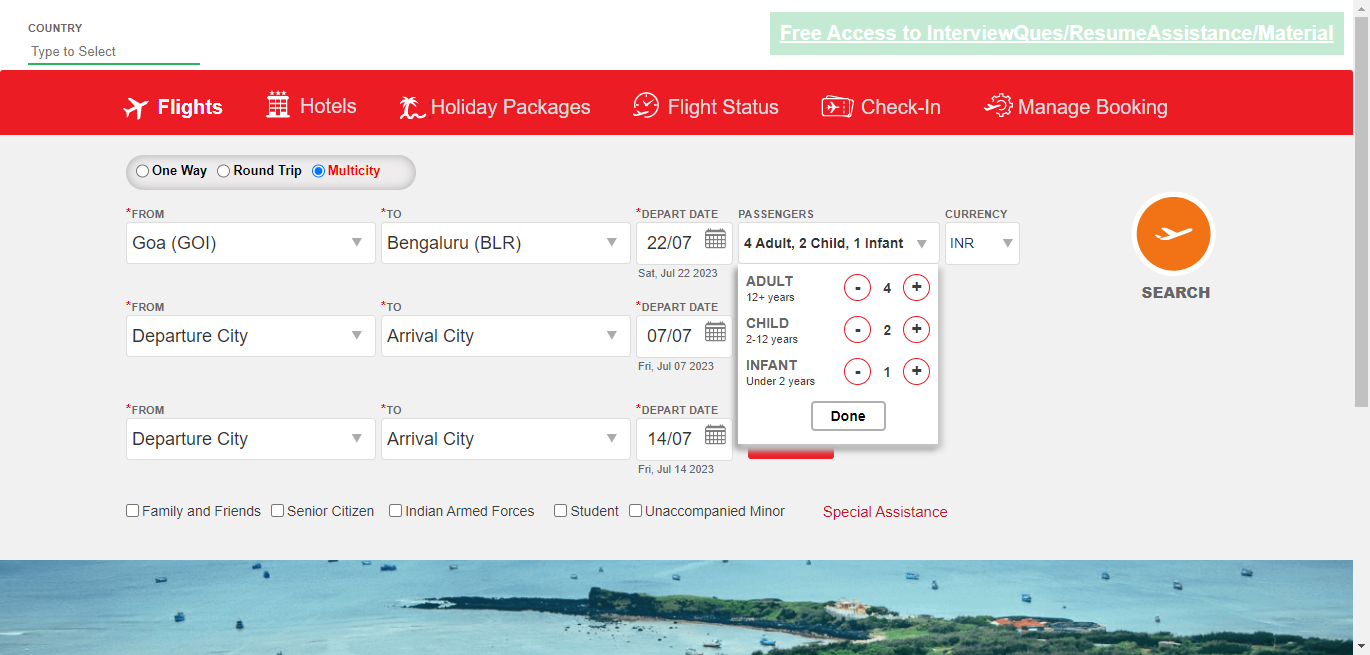 COUNTRY
Type to Select
Free Access to InterviewQues/ResumeAssistance/Material
Flights
Hotels
Holiday Packages
Flight Status
Check-In
Manage Booking
One Way
Round Trip
Multicity
*FROM
Goa (GOI)
*TO
Bengaluru (BLR)
*DEPART DATE
22/07
Sat, Jul 22 2023
PASSENGERS
4 Adult, 2 Child, 1 Infant
CURRENCY
INR
SEARCH
ADULT
12+ years
- 4 +
CHILD
2-12 years
- 2 +
INFANT
Under 2 years
- 1 +
Done
*FROM
Departure City
*TO
Arrival City
*DEPART DATE
07/07
Fri, Jul 07 2023
*FROM
Departure City
*TO
Arrival City
*DEPART DATE
14/07
Fri, Jul 14 2023
Family and Friends
Senior Citizen
Indian Armed Forces
Student
Unaccompanied Minor
Special Assistance